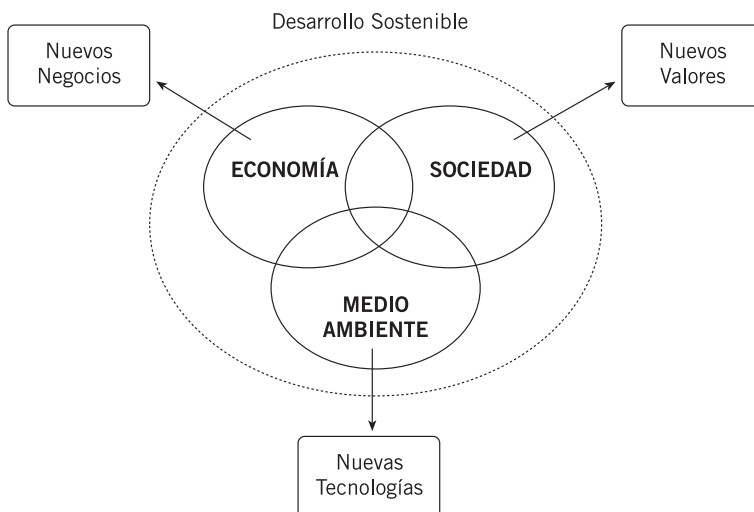 Desarrollo Sostenible
Nuevos
Negocios
Nuevos
Valores
ECONOMÍA
SOCIEDAD
MEDIO
AMBIENTE
Nuevas
Tecnologías